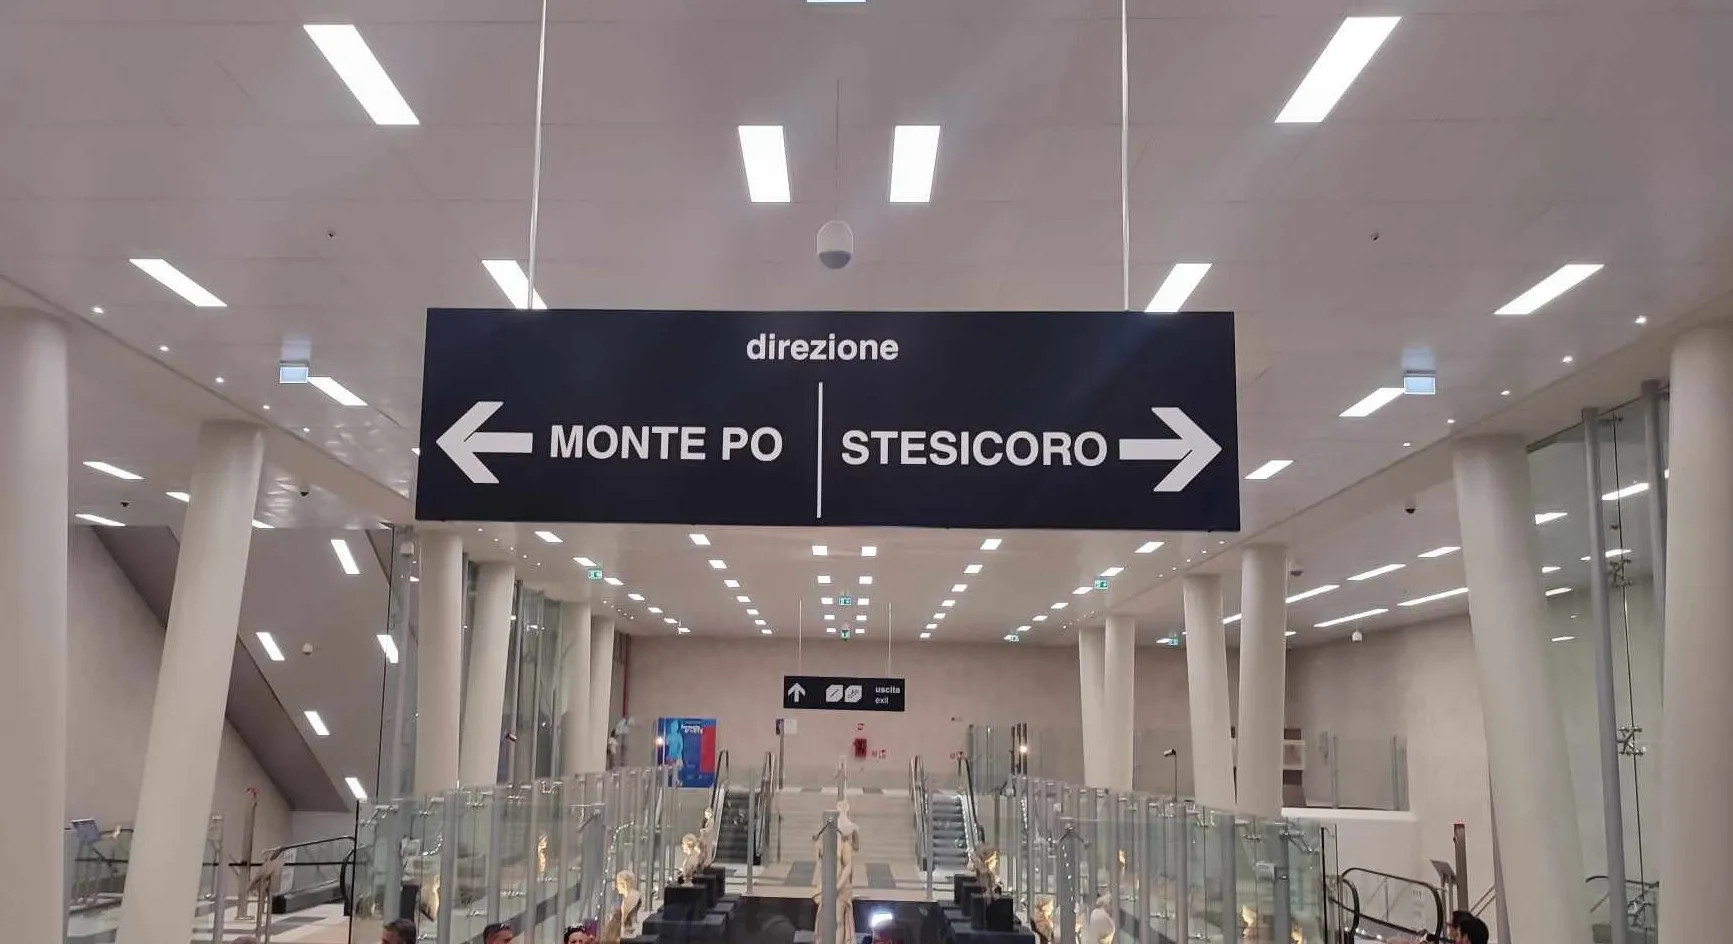 direzione
MONTE PO
STESICORO
uscita
exit